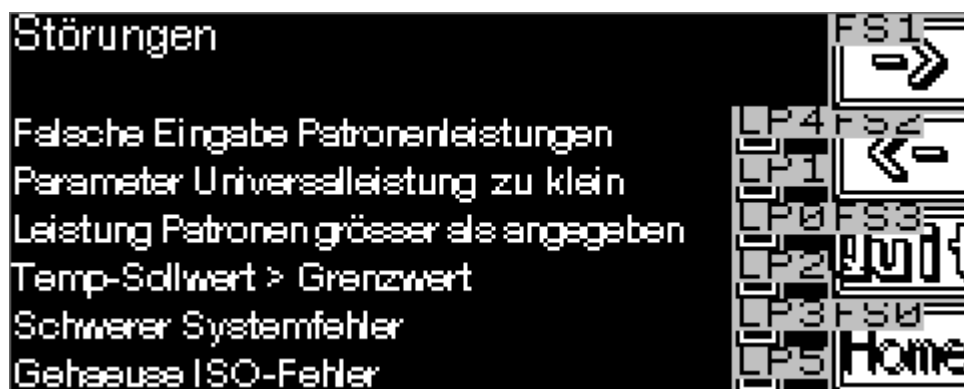 Störungen FS1
->>
Falsche Eingabe Patronenleistungen LP4 FS2
<<-
Parameter Universalleistung zu klein LP1
Leistung Patronen grösser als angegeben LP0 FS3
Temp-Sollwert > Grenzwert LP2
Schwerer Systemfehler LP3 FS0
Gehaeuse ISO-Fehler LP5 Home